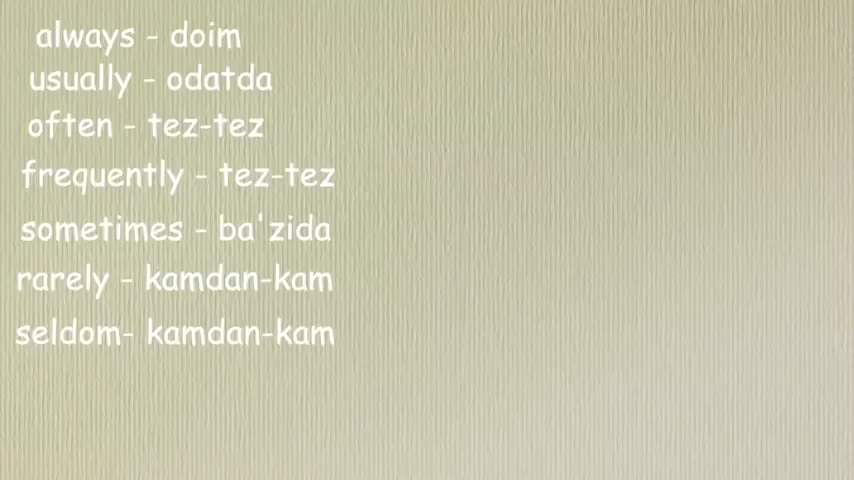 always - doim
usually - odatda
often - tez-tez
frequently - tez-tez
sometimes - ba'zida
rarely - kamdan-kam
seldom- kamdan-kam